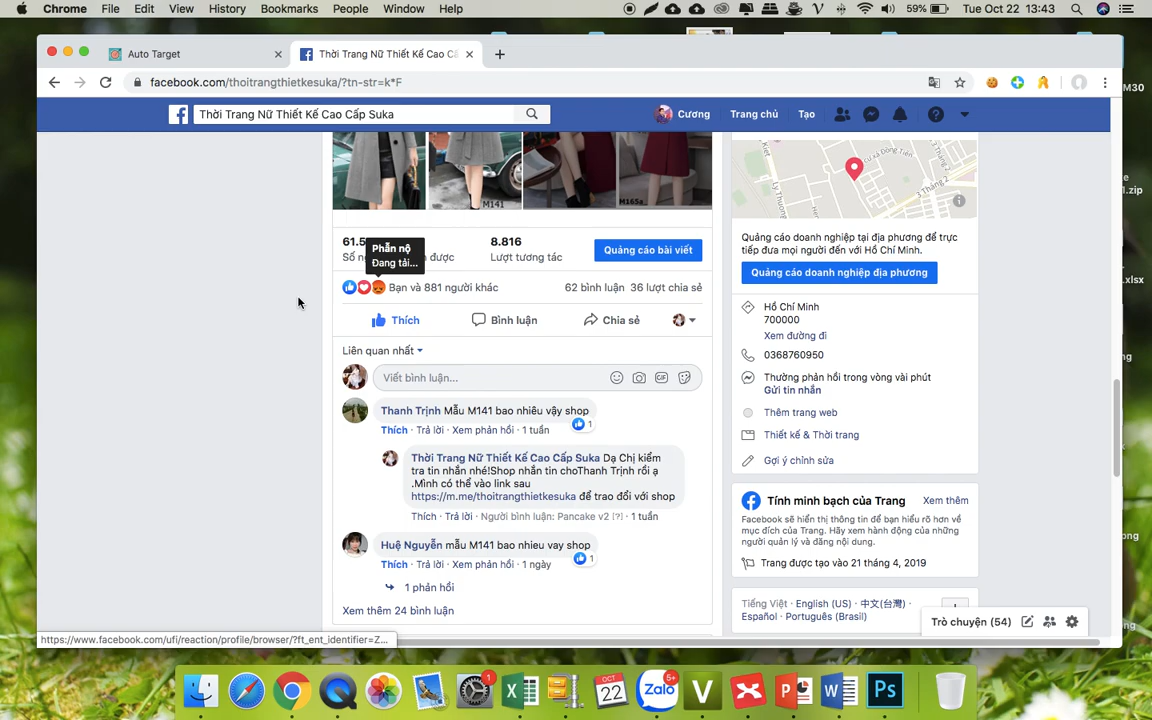 Chrome File Edit View History Bookmarks People Window Help 59% Tue Oct 22 13:43
Auto Target
Thời Trang Nữ Thiết Kế Cao Cấ
facebook.com/thoitrangthietkesuka/?tn-str=k*F
Thời Trang Nữ Thiết Kế Cao Cấp Suka
Cương Trang chủ Tạo
M30
1.zip
.xlsx
M141
M165a
61.5
Phẫn nộ
Đang tải...
được
8.816
Lượt tương tác
Quảng cáo bài viết
Bạn và 881 người khác
62 bình luận 36 lượt chia sẻ
Thích Bình luận Chia sẻ
Liên quan nhất
Viết bình luận...
GIF
Thanh Trịnh Mẫu M141 bao nhiêu vậy shop
1
Thích · Trả lời · Xem phản hồi · 1 tuần
Thời Trang Nữ Thiết Kế Cao Cấp Suka Dạ Chị kiểm
tra tin nhắn nhé!Shop nhắn tin choThanh Trịnh rồi ạ
.Mình có thể vào link sau
https://m.me/thoitrangthietkesuka để trao đổi với shop
Thích · Trả lời · Người bình luận: Pancake v2 [?] · 1 tuần
Huệ Nguyễn mẫu M141 bao nhieu vay shop
1
Thích · Trả lời · Xem phản hồi · 1 ngày
1 phản hồi
Xem thêm 24 bình luận
Quảng cáo doanh nghiệp tại địa phương để trực
tiếp đưa mọi người đến với Hồ Chí Minh.
Quảng cáo doanh nghiệp địa phương
Hồ Chí Minh
700000
Xem đường đi
0368760950
Thường phản hồi trong vòng vài phút
Gửi tin nhắn
Thêm trang web
Thiết kế & Thời trang
Gợi ý chỉnh sửa
Tính minh bạch của Trang Xem thêm
Facebook sẽ hiển thị thông tin để bạn hiểu rõ hơn về
mục đích của Trang. Hãy xem hành động của những
người quản lý và đăng nội dung.
Trang được tạo vào 21 tháng 4, 2019
Tiếng Việt · English (US) · 中文(台灣) ·
Español · Português (Brasil)
Trò chuyện (54)
https://www.facebook.com/ufi/reaction/profile/browser/?ft_ent_identifier=Z...
1
OCT
22
Zalo
5+
V
X
P
W
Ps